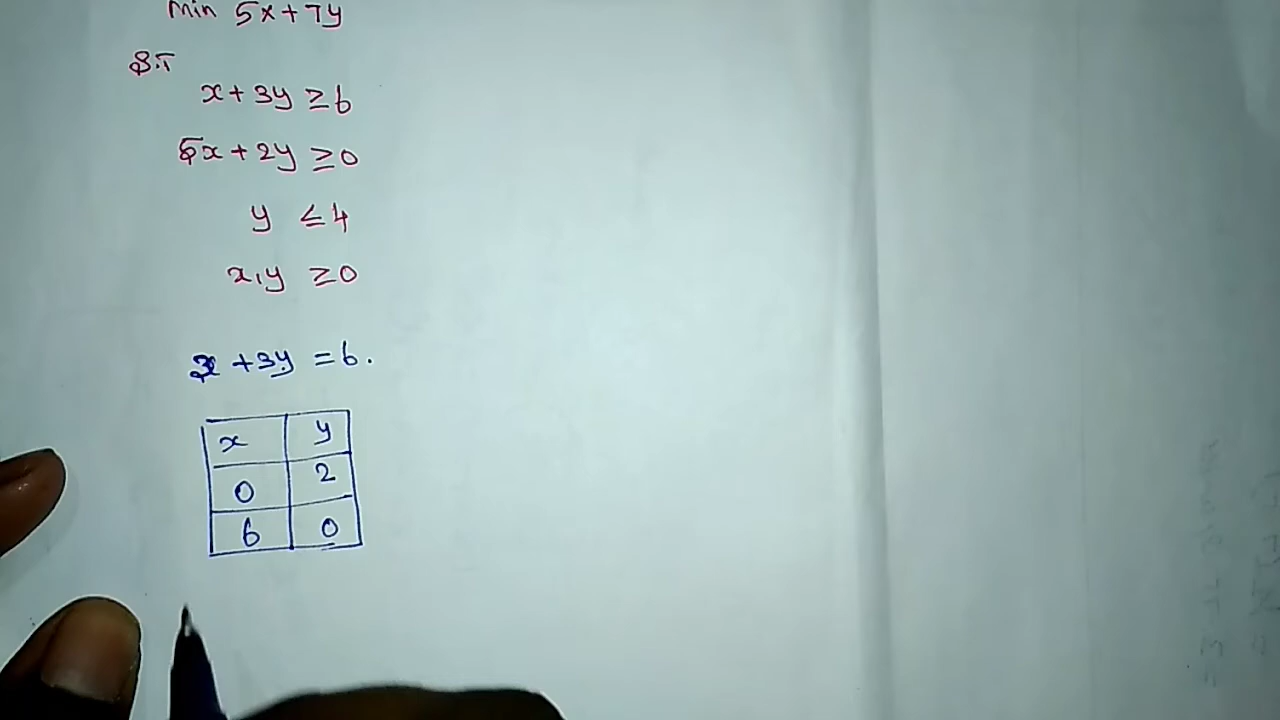 min 5x+7y
S.T
x+3y ≥6
5x+2y ≥0
y ≤4
x,y ≥0
x+3y =6.
x y
0 2
6 0